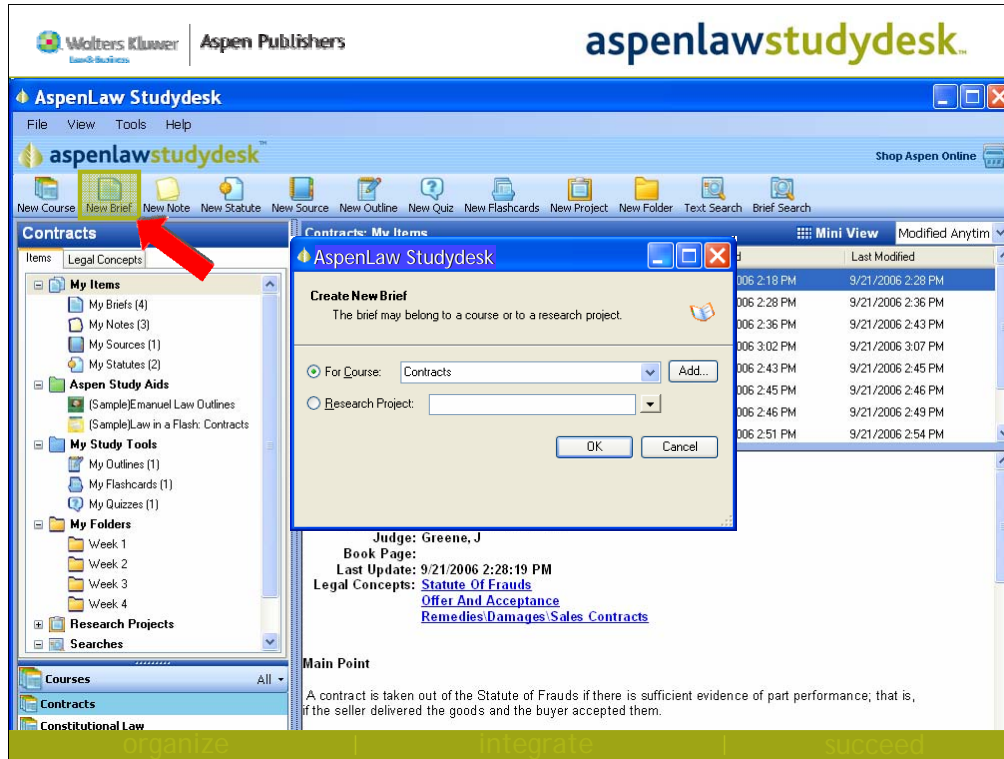 Wolters Kluwer
Law & Business
Aspen Publishers
aspenlawstudydesk™
AspenLaw Studydesk
File View Tools Help
aspenlawstudydesk™
Shop Aspen Online
New Course New Brief New Note New Statute New Source New Outline New Quiz New Flashcards New Project New Folder Text Search Brief Search
Contracts
Items Legal Concepts
My Items
My Briefs (4)
My Notes (3)
My Sources (1)
My Statutes (2)
Aspen Study Aids
(Sample)Emanuel Law Outlines
(Sample)Law in a Flash: Contracts
My Study Tools
My Outlines (1)
My Flashcards (1)
My Quizzes (1)
My Folders
Week 1
Week 2
Week 3
Week 4
Research Projects
Searches
Courses All
Contracts
Constitutional Law
Contracts: My Items Mini View Modified Anytim
d Last Modified
006 2:18 PM 9/21/2006 2:28 PM
006 2:28 PM 9/21/2006 2:36 PM
006 2:36 PM 9/21/2006 2:43 PM
006 3:02 PM 9/21/2006 3:07 PM
006 2:43 PM 9/21/2006 2:45 PM
006 2:45 PM 9/21/2006 2:46 PM
006 2:46 PM 9/21/2006 2:49 PM
006 2:51 PM 9/21/2006 2:54 PM
AspenLaw Studydesk
Create New Brief
The brief may belong to a course or to a research project.
For Course: Contracts Add...
Research Project:
OK Cancel
Judge: Greene, J
Book Page:
Last Update: 9/21/2006 2:28:19 PM
Legal Concepts: Statute Of Frauds
Offer And Acceptance
Remedies\Damages\Sales Contracts
Main Point
A contract is taken out of the Statute of Frauds if there is sufficient evidence of part performance; that is,
if the seller delivered the goods and the buyer accepted them.
organize | integrate | succeed